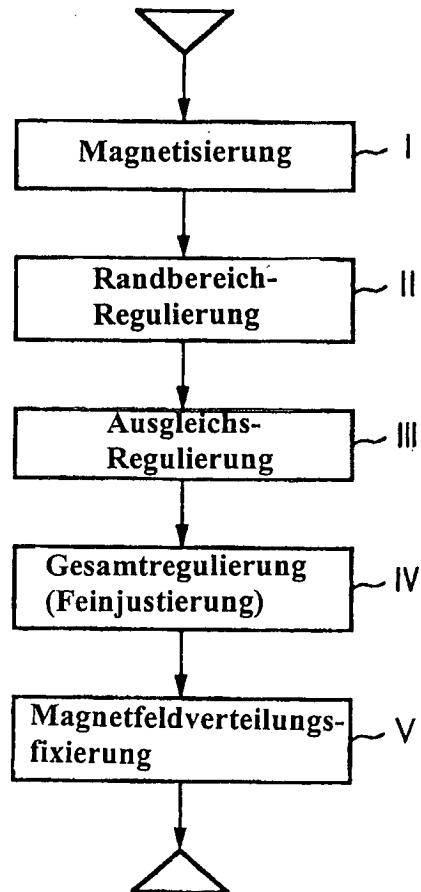 Magnetisierung I
Randbereich-
Regulierung II
Ausgleichs-
Regulierung III
Gesamtregulierung
(Feinjustierung) IV
Magnetfeldverteilungs-
fixierung V